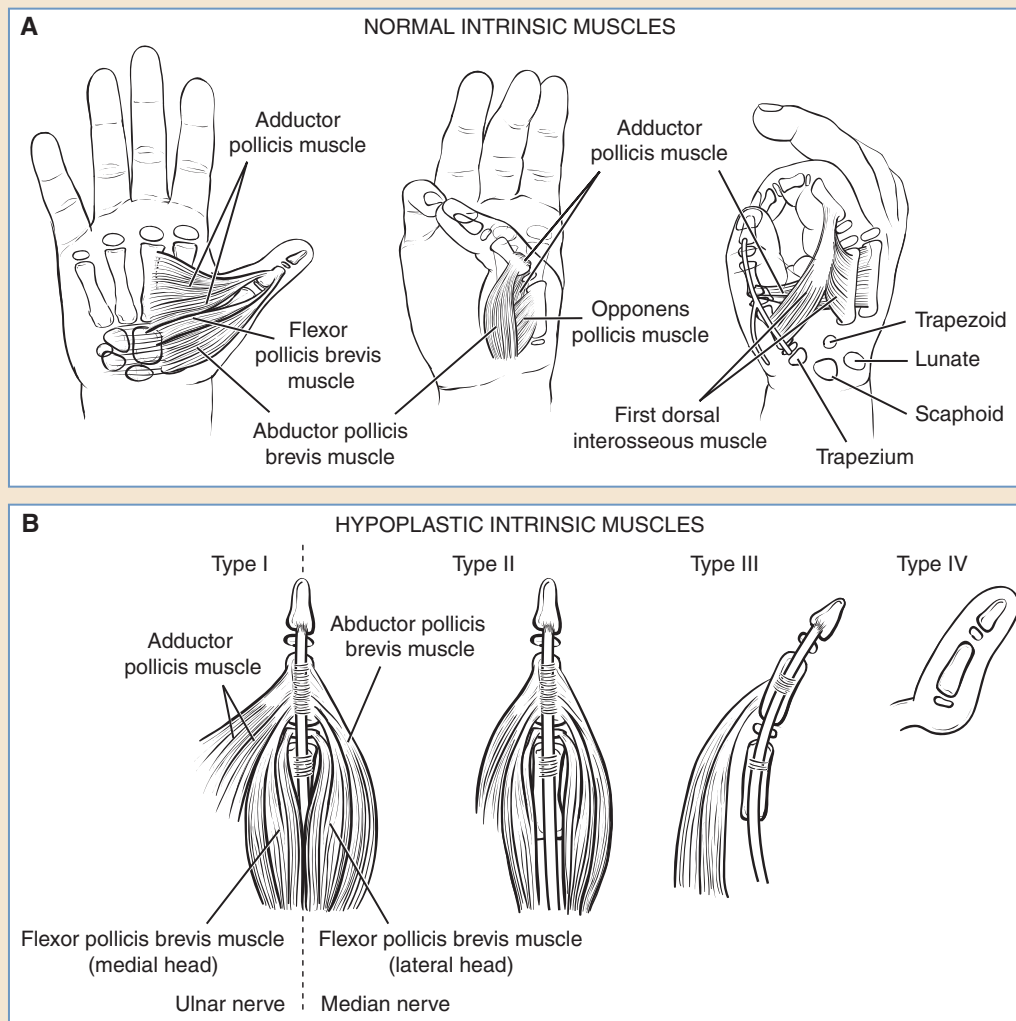 A
NORMAL INTRINSIC MUSCLES
Adductor
pollicis muscle
Flexor
pollicis brevis
muscle
Abductor pollicis
brevis muscle
Adductor
pollicis muscle
Opponens
pollicis muscle
First dorsal
interosseous muscle
Trapezoid
Lunate
Scaphoid
Trapezium
B
HYPOPLASTIC INTRINSIC MUSCLES
Type I
Type II
Type III
Type IV
Adductor
pollicis muscle
Abductor pollicis
brevis muscle
Flexor pollicis brevis muscle
(medial head)
Flexor pollicis brevis muscle
(lateral head)
Ulnar nerve
Median nerve